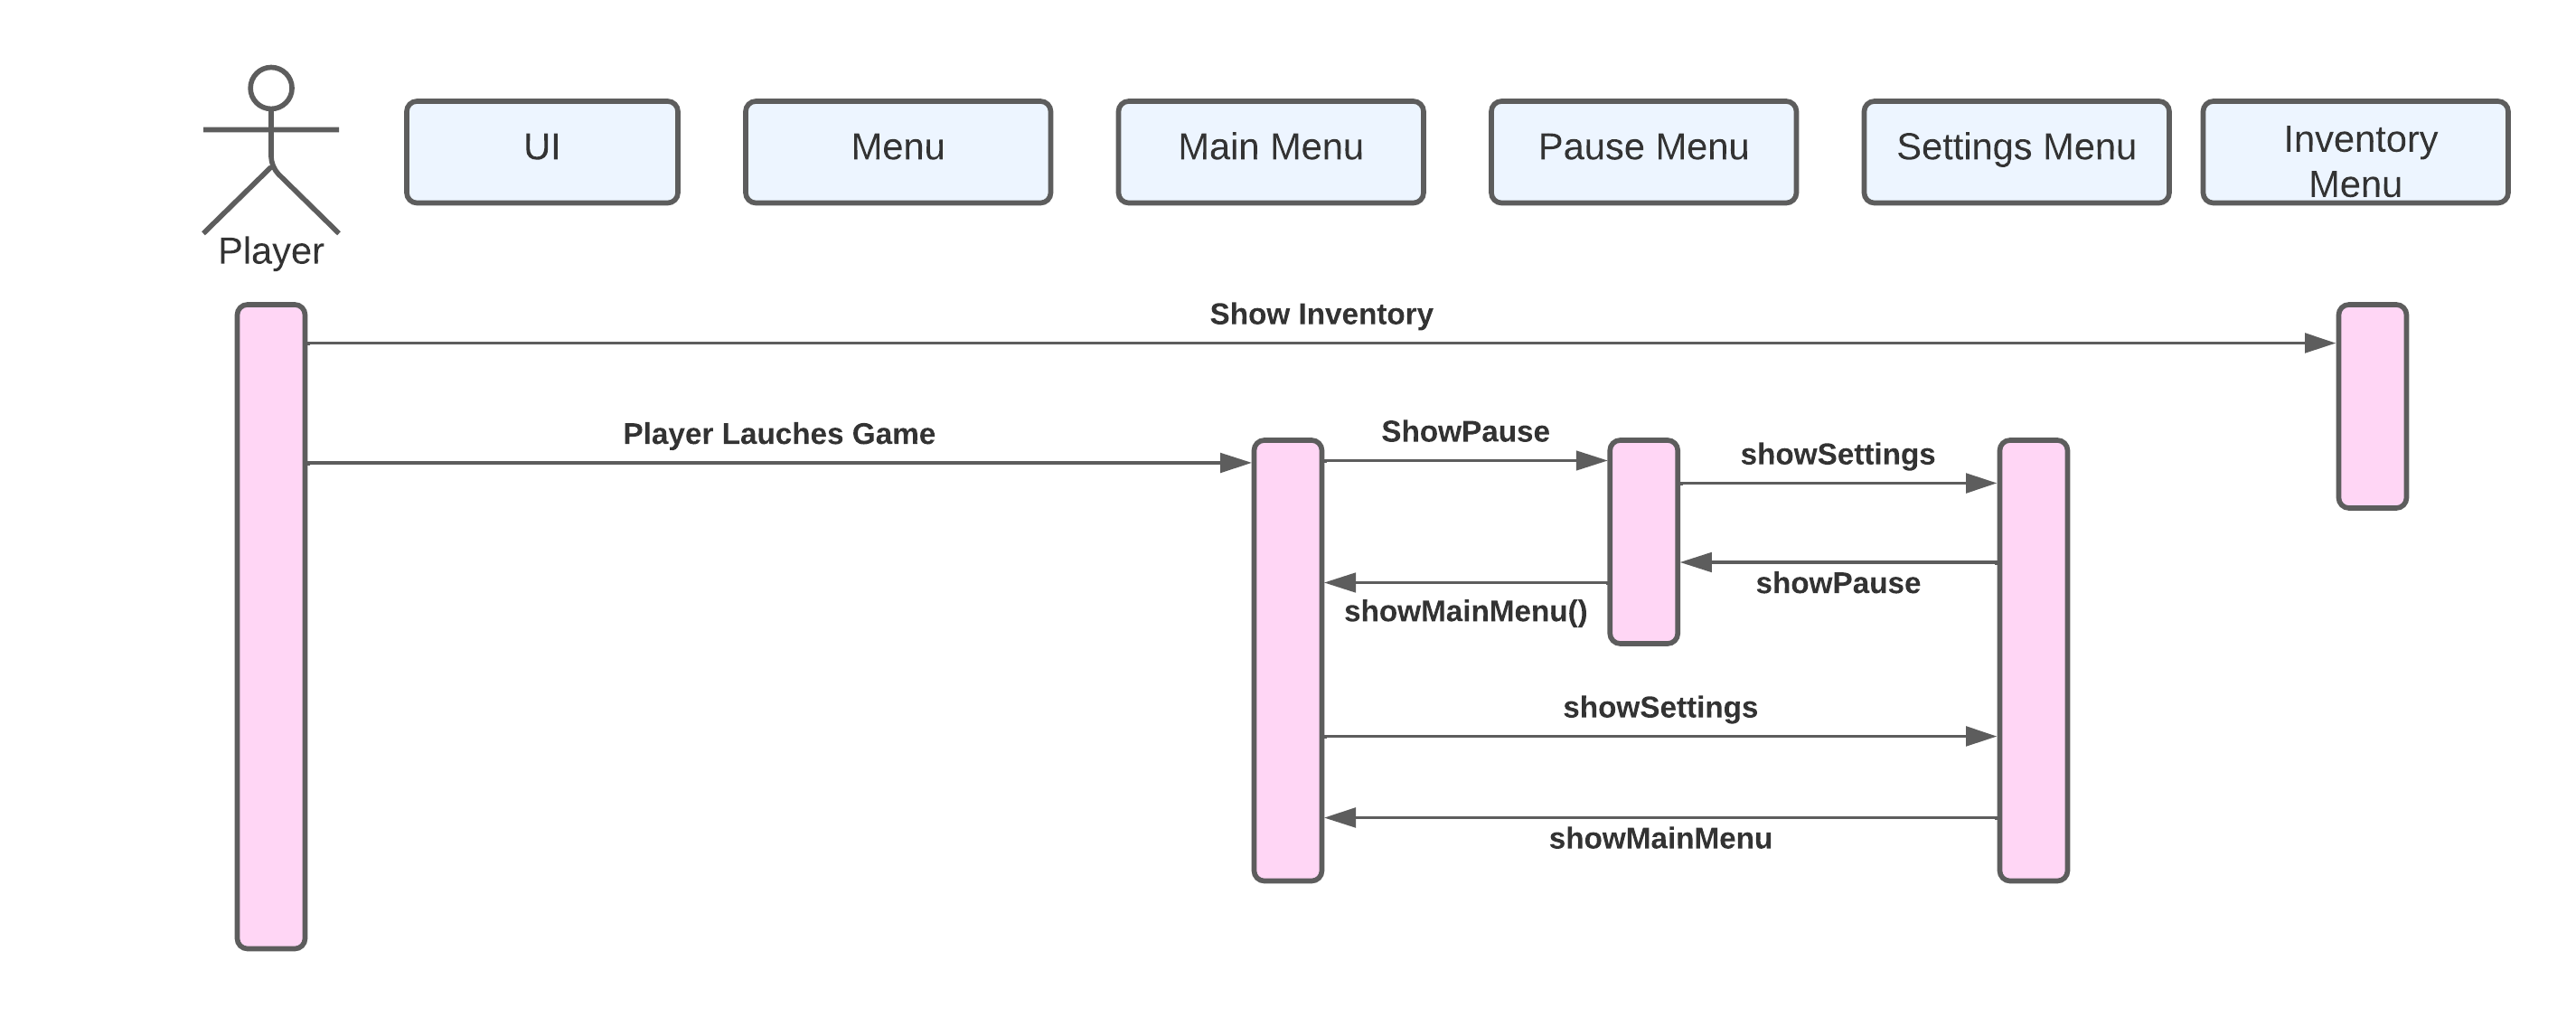 Player
UI
Menu
Main Menu
Pause Menu
Settings Menu
Inventory
Menu
Show Inventory
Player Lauches Game
ShowPause
showSettings
showPause
showMainMenu()
showSettings
showMainMenu